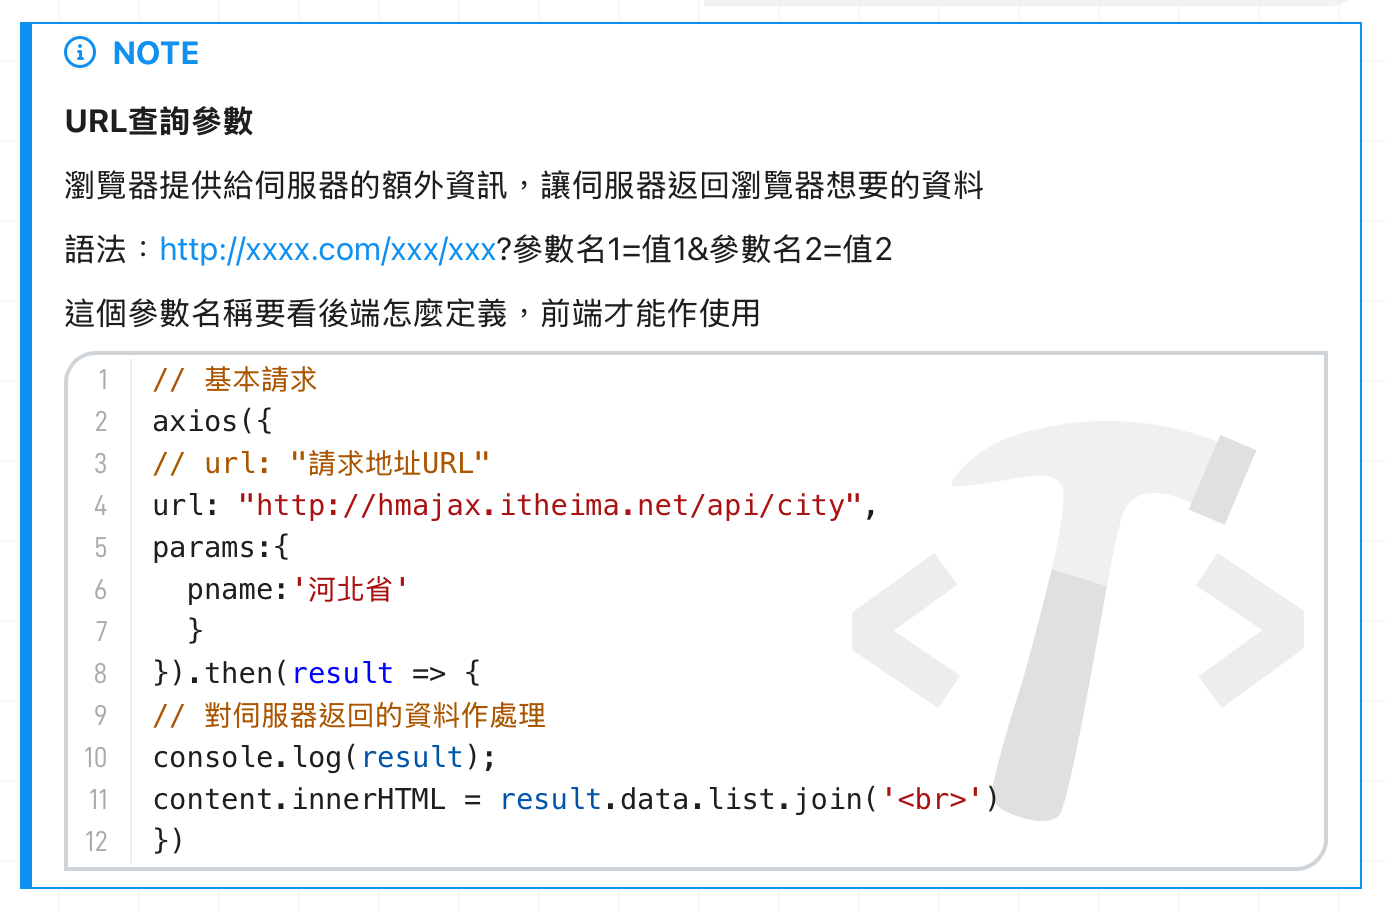 NOTE
URL查詢參數
瀏覽器提供給伺服器的額外資訊，讓伺服器返回瀏覽器想要的資料
語法：http://xxxx.com/xxx/xxx?參數名1=值1&參數名2=值2
這個參數名稱要看後端怎麼定義，前端才能作使用
1 // 基本請求
2 axios({
3 // url: "請求地址URL"
4 url: "http://hmajax.itheima.net/api/city",
5 params:{
6   pname:'河北省'
7   }
8 }).then(result => {
9 // 對伺服器返回的資料作處理
10 console.log(result);
11 content.innerHTML = result.data.list.join('<br>')
12 })